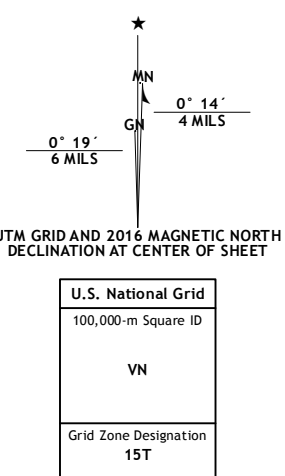 ★
MN
0° 14´
4 MILS
GN
0° 19´
6 MILS
UTM GRID AND 2016 MAGNETIC NORTH
DECLINATION AT CENTER OF SHEET
U.S. National Grid
100,000-m Square ID
VN
Grid Zone Designation
15T